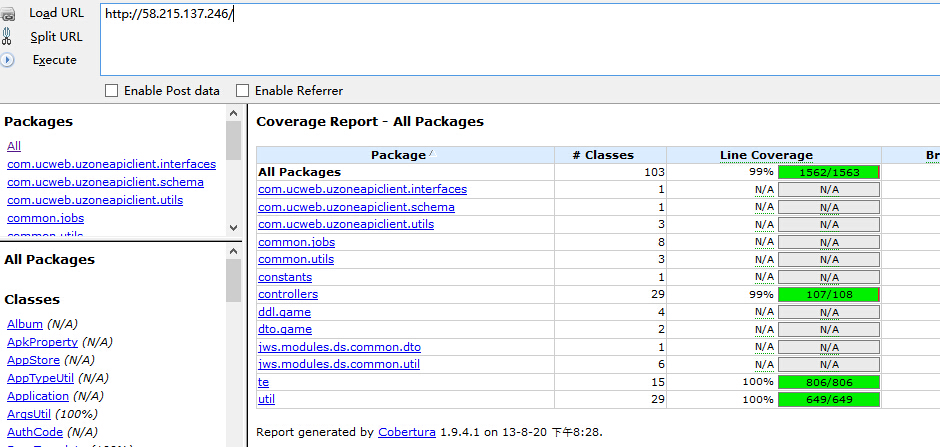 Load URL
http://58.215.137.246/
Split URL
Execute
Enable Post data
Enable Referrer
Packages
All
com.ucweb.uzoneapiclient.interfaces
com.ucweb.uzoneapiclient.schema
com.ucweb.uzoneapiclient.utils
common.jobs
common.utils
All Packages
Classes
Album (N/A)
ApkProperty (N/A)
AppStore (N/A)
AppTypeUtil (N/A)
Application (N/A)
ArgsUtil (100%)
AuthCode (N/A)
Coverage Report - All Packages
Package # Classes Line Coverage Br
All Packages 103 99% 1562/1563
com.ucweb.uzoneapiclient.interfaces 1 N/A N/A
com.ucweb.uzoneapiclient.schema 1 N/A N/A
com.ucweb.uzoneapiclient.utils 3 N/A N/A
common.jobs 8 N/A N/A
common.utils 3 N/A N/A
constants 1 N/A N/A
controllers 29 99% 107/108
ddl.game 4 N/A N/A
dto.game 2 N/A N/A
jws.modules.ds.common.dto 1 N/A N/A
jws.modules.ds.common.util 6 N/A N/A
te 15 100% 806/806
util 29 100% 649/649
Report generated by Cobertura 1.9.4.1 on 13-8-20 下午8:28.